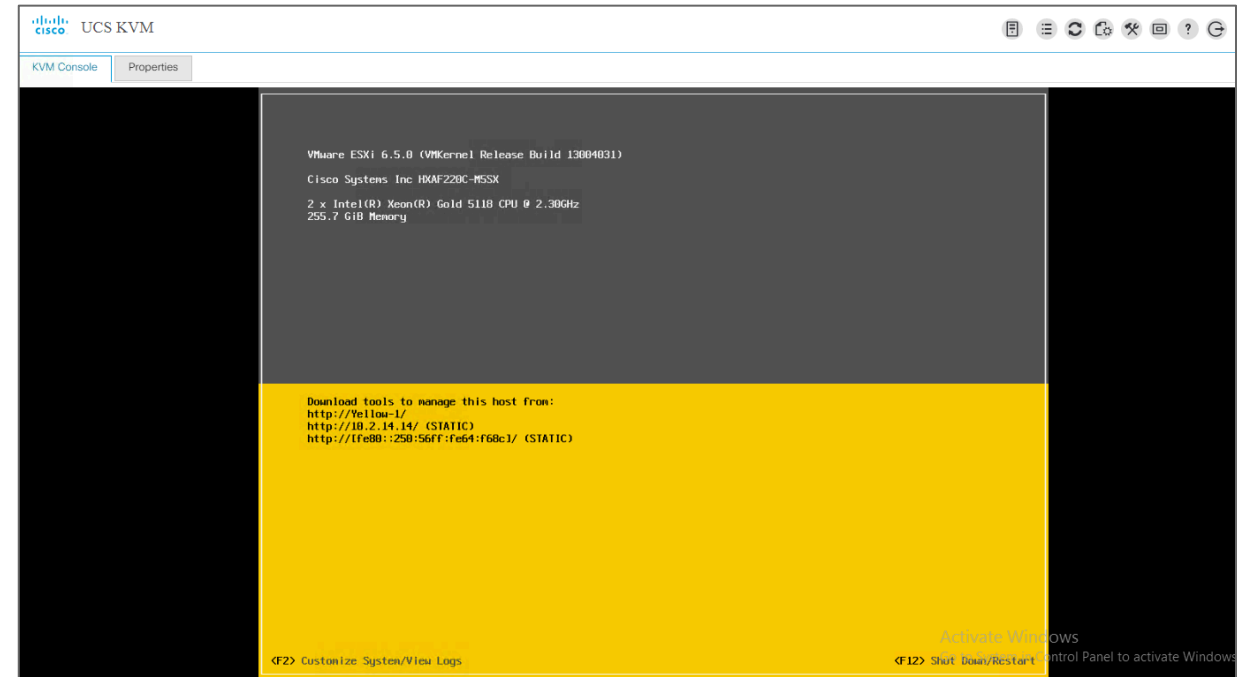 cisco UCS KVM
?
KVM Console Properties
VMware ESXi 6.5.0 (VMKernel Release Build 13004031)
Cisco Systems Inc HXAF220C-M5SX
2 x Intel(R) Xeon(R) Gold 5118 CPU @ 2.30GHz
255.7 GiB Memory
Download tools to manage this host from:
http://Yellow-1/
http://10.2.14.14/ (STATIC)
http://[fe80::250:56ff:fe64:f68c]/ (STATIC)
Activate Windows
<F2> Customize System/View Logs
<F12> Shut Down/Restart
Control Panel to activate Windows